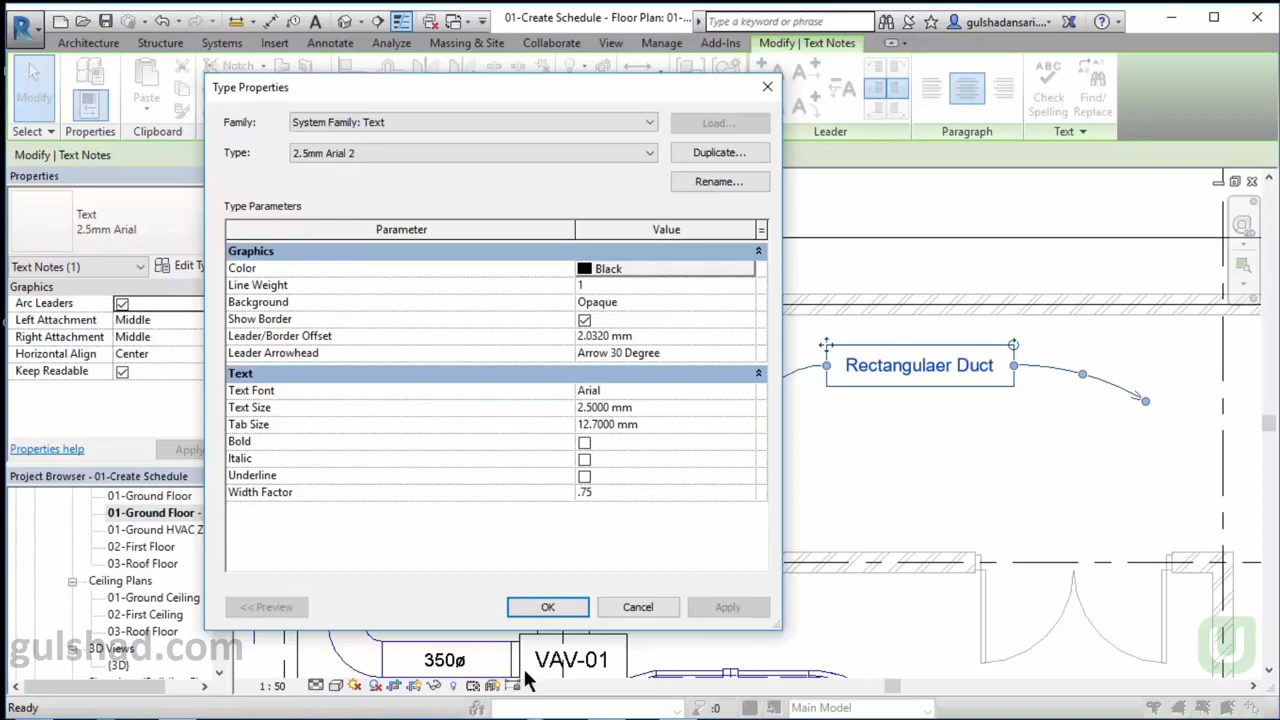 01-Create Schedule - Floor Plan: 01-...
Type a keyword or phrase
gulshadansari....
Architecture
Structure
Systems
Insert
Annotate
Analyze
Massing & Site
Collaborate
View
Manage
Add-Ins
Modify | Text Notes
Modify
Properties
Paste
Notch
Check
Spelling
Find/
Replace
Select
Properties
Clipboard
Leader
Paragraph
Text
Modify | Text Notes
Properties
Text
2.5mm Arial
Text Notes (1)
Edit Ty
Graphics
Arc Leaders
Left Attachment Middle
Right Attachment Middle
Horizontal Align Center
Keep Readable
Properties help
Apply
Project Browser - 01-Create Schedule
01-Ground Floor
01-Ground Floor -
01-Ground HVAC Z
02-First Floor
03-Roof Floor
Ceiling Plans
01-Ground Ceiling
02-First Ceiling
03-Roof Floor
3D Views
{3D}
gulshad.com
Type Properties
Family: System Family: Text Load...
Type: 2.5mm Arial 2 Duplicate...
Rename...
Type Parameters
Parameter Value =
Graphics
Color Black
Line Weight 1
Background Opaque
Show Border
Leader/Border Offset 2.0320 mm
Leader Arrowhead Arrow 30 Degree
Text
Text Font Arial
Text Size 2.5000 mm
Tab Size 12.7000 mm
Bold
Italic
Underline
Width Factor .75
<< Preview OK Cancel Apply
Rectangulaer Duct
350ø
VAV-01
1 : 50
Ready
:0
Main Model